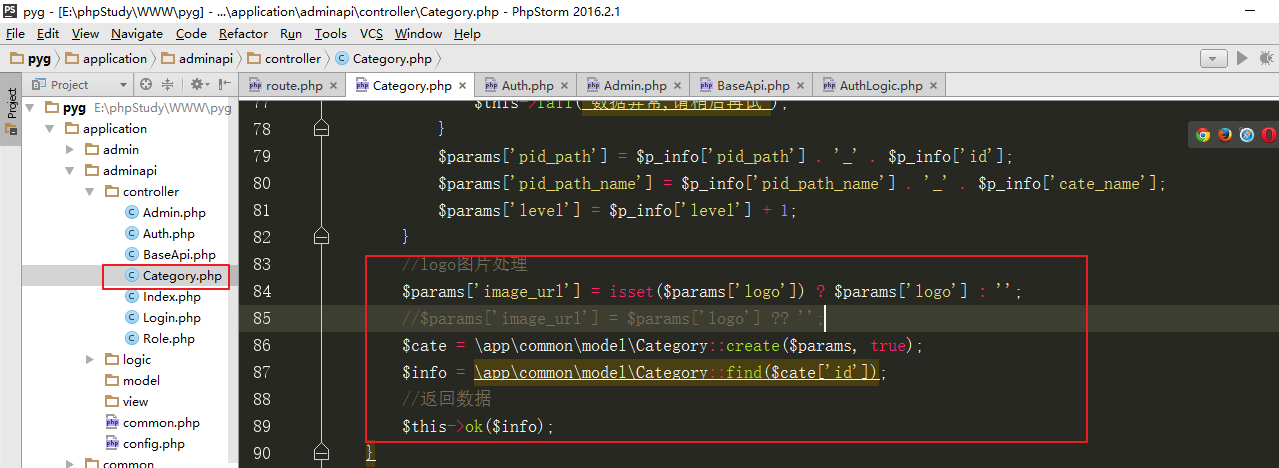 pyg - [E:\phpStudy\WWW\pyg] - ...\application\adminapi\controller\Category.php - PhpStorm 2016.2.1
File Edit View Navigate Code Refactor Run Tools VCS Window Help
pyg application adminapi controller Category.php
Project
Project
route.php Category.php Auth.php Admin.php BaseApi.php AuthLogic.php
pyg E:\phpStudy\WWW\pyg
application
admin
adminapi
controller
Admin.php
Auth.php
BaseApi.php
Category.php
Index.php
Login.php
Role.php
logic
model
view
common.php
config.php
common
77 $this->fail('数据异常,请稍后再试');
78 }
79 $params['pid_path'] = $p_info['pid_path'] . '_' . $p_info['id'];
80 $params['pid_path_name'] = $p_info['pid_path_name'] . '_' . $p_info['cate_name'];
81 $params['level'] = $p_info['level'] + 1;
82 }
83 //logo图片处理
84 $params['image_url'] = isset($params['logo']) ? $params['logo'] : '';
85 //$params['image_url'] = $params['logo'] ?? '';
86 $cate = \app\common\model\Category::create($params, true);
87 $info = \app\common\model\Category::find($cate['id']);
88 //返回数据
89 $this->ok($info);
90 }